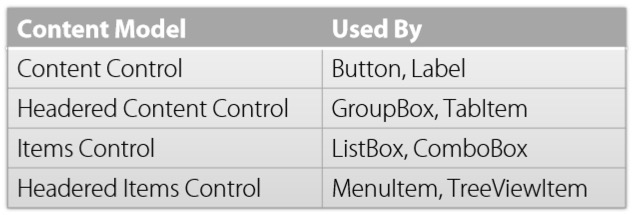 Content Model Used By
Content Control Button, Label
Headered Content Control GroupBox, TabItem
Items Control ListBox, ComboBox
Headered Items Control MenuItem, TreeViewItem